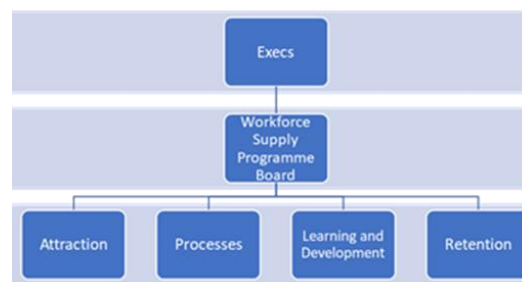 Execs
Workforce
Supply
Programme
Board
Attraction
Processes
Learning and
Development
Retention